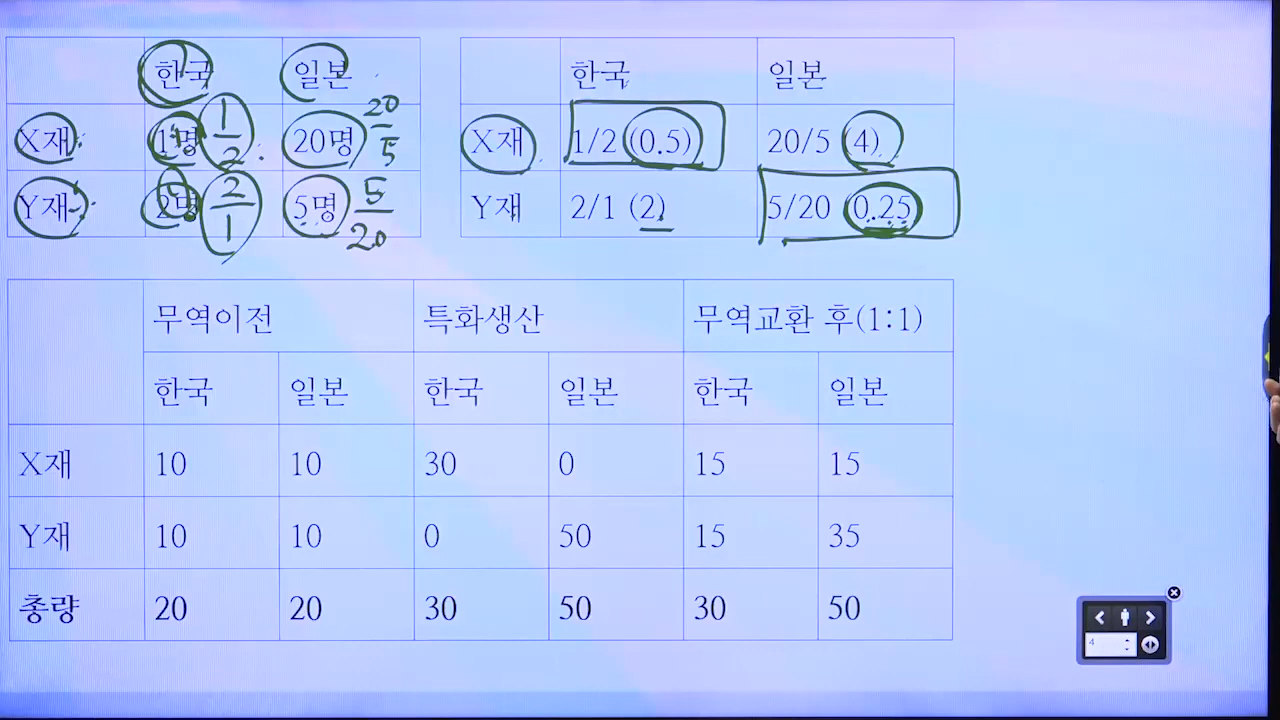 한국 일본
X재 1명 1/2 20명 20/5
Y재 2명 2/1 5명 5/20
한국 일본
X재 1/2 (0.5) 20/5 (4)
Y재 2/1 (2) 5/20 (0.25)
무역이전 특화생산 무역교환 후(1:1)
한국 일본 한국 일본 한국 일본
X재 10 10 30 0 15 15
Y재 10 10 0 50 15 35
총량 20 20 30 50 30 50
4